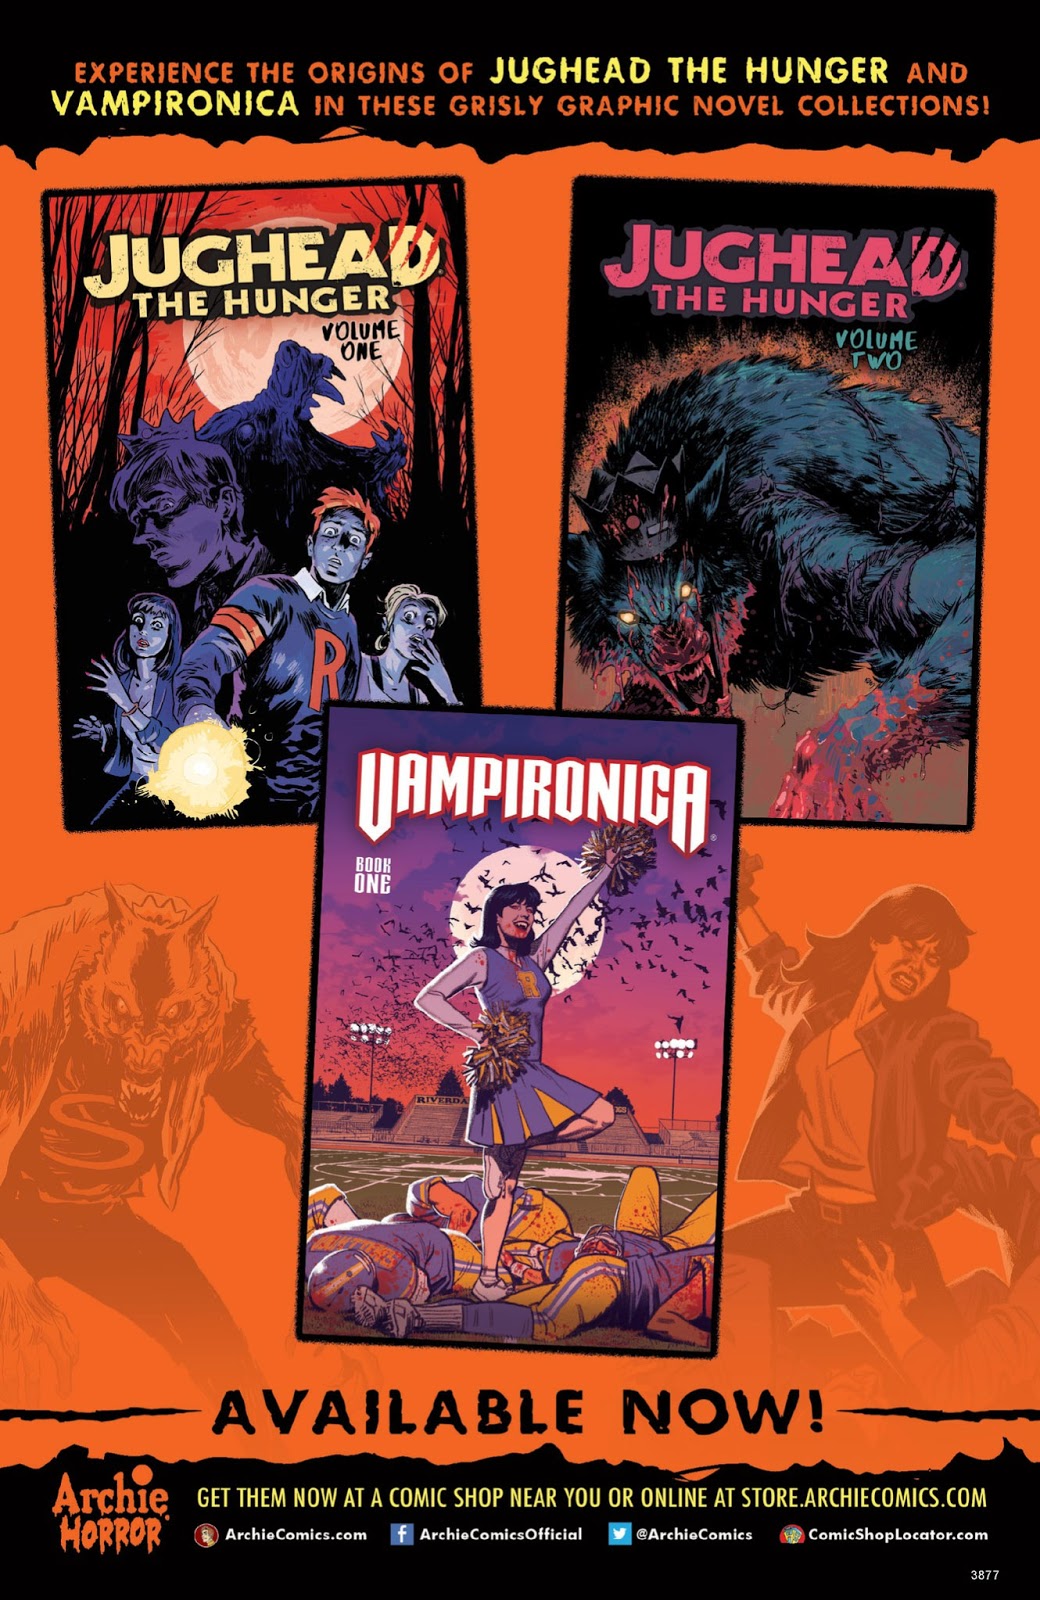 EXPERIENCE THE ORIGINS OF JUGHEAD THE HUNGER AND
VAMPIRONICA IN THESE GRISLY GRAPHIC NOVEL COLLECTIONS!
JUGHEAD
THE HUNGER
VOLUME
ONE
R
JUGHEAD
THE HUNGER
VOLUME
TWO
VAMPIRONICA
BOOK
ONE
R
RIVERDA
S
AVAILABLE NOW!
Archie
HORROR
GET THEM NOW AT A COMIC SHOP NEAR YOU OR ONLINE AT STORE.ARCHIECOMICS.COM
ArchieComics.com f ArchieComicsOfficial @ArchieComics ComicShopLocator.com
3877